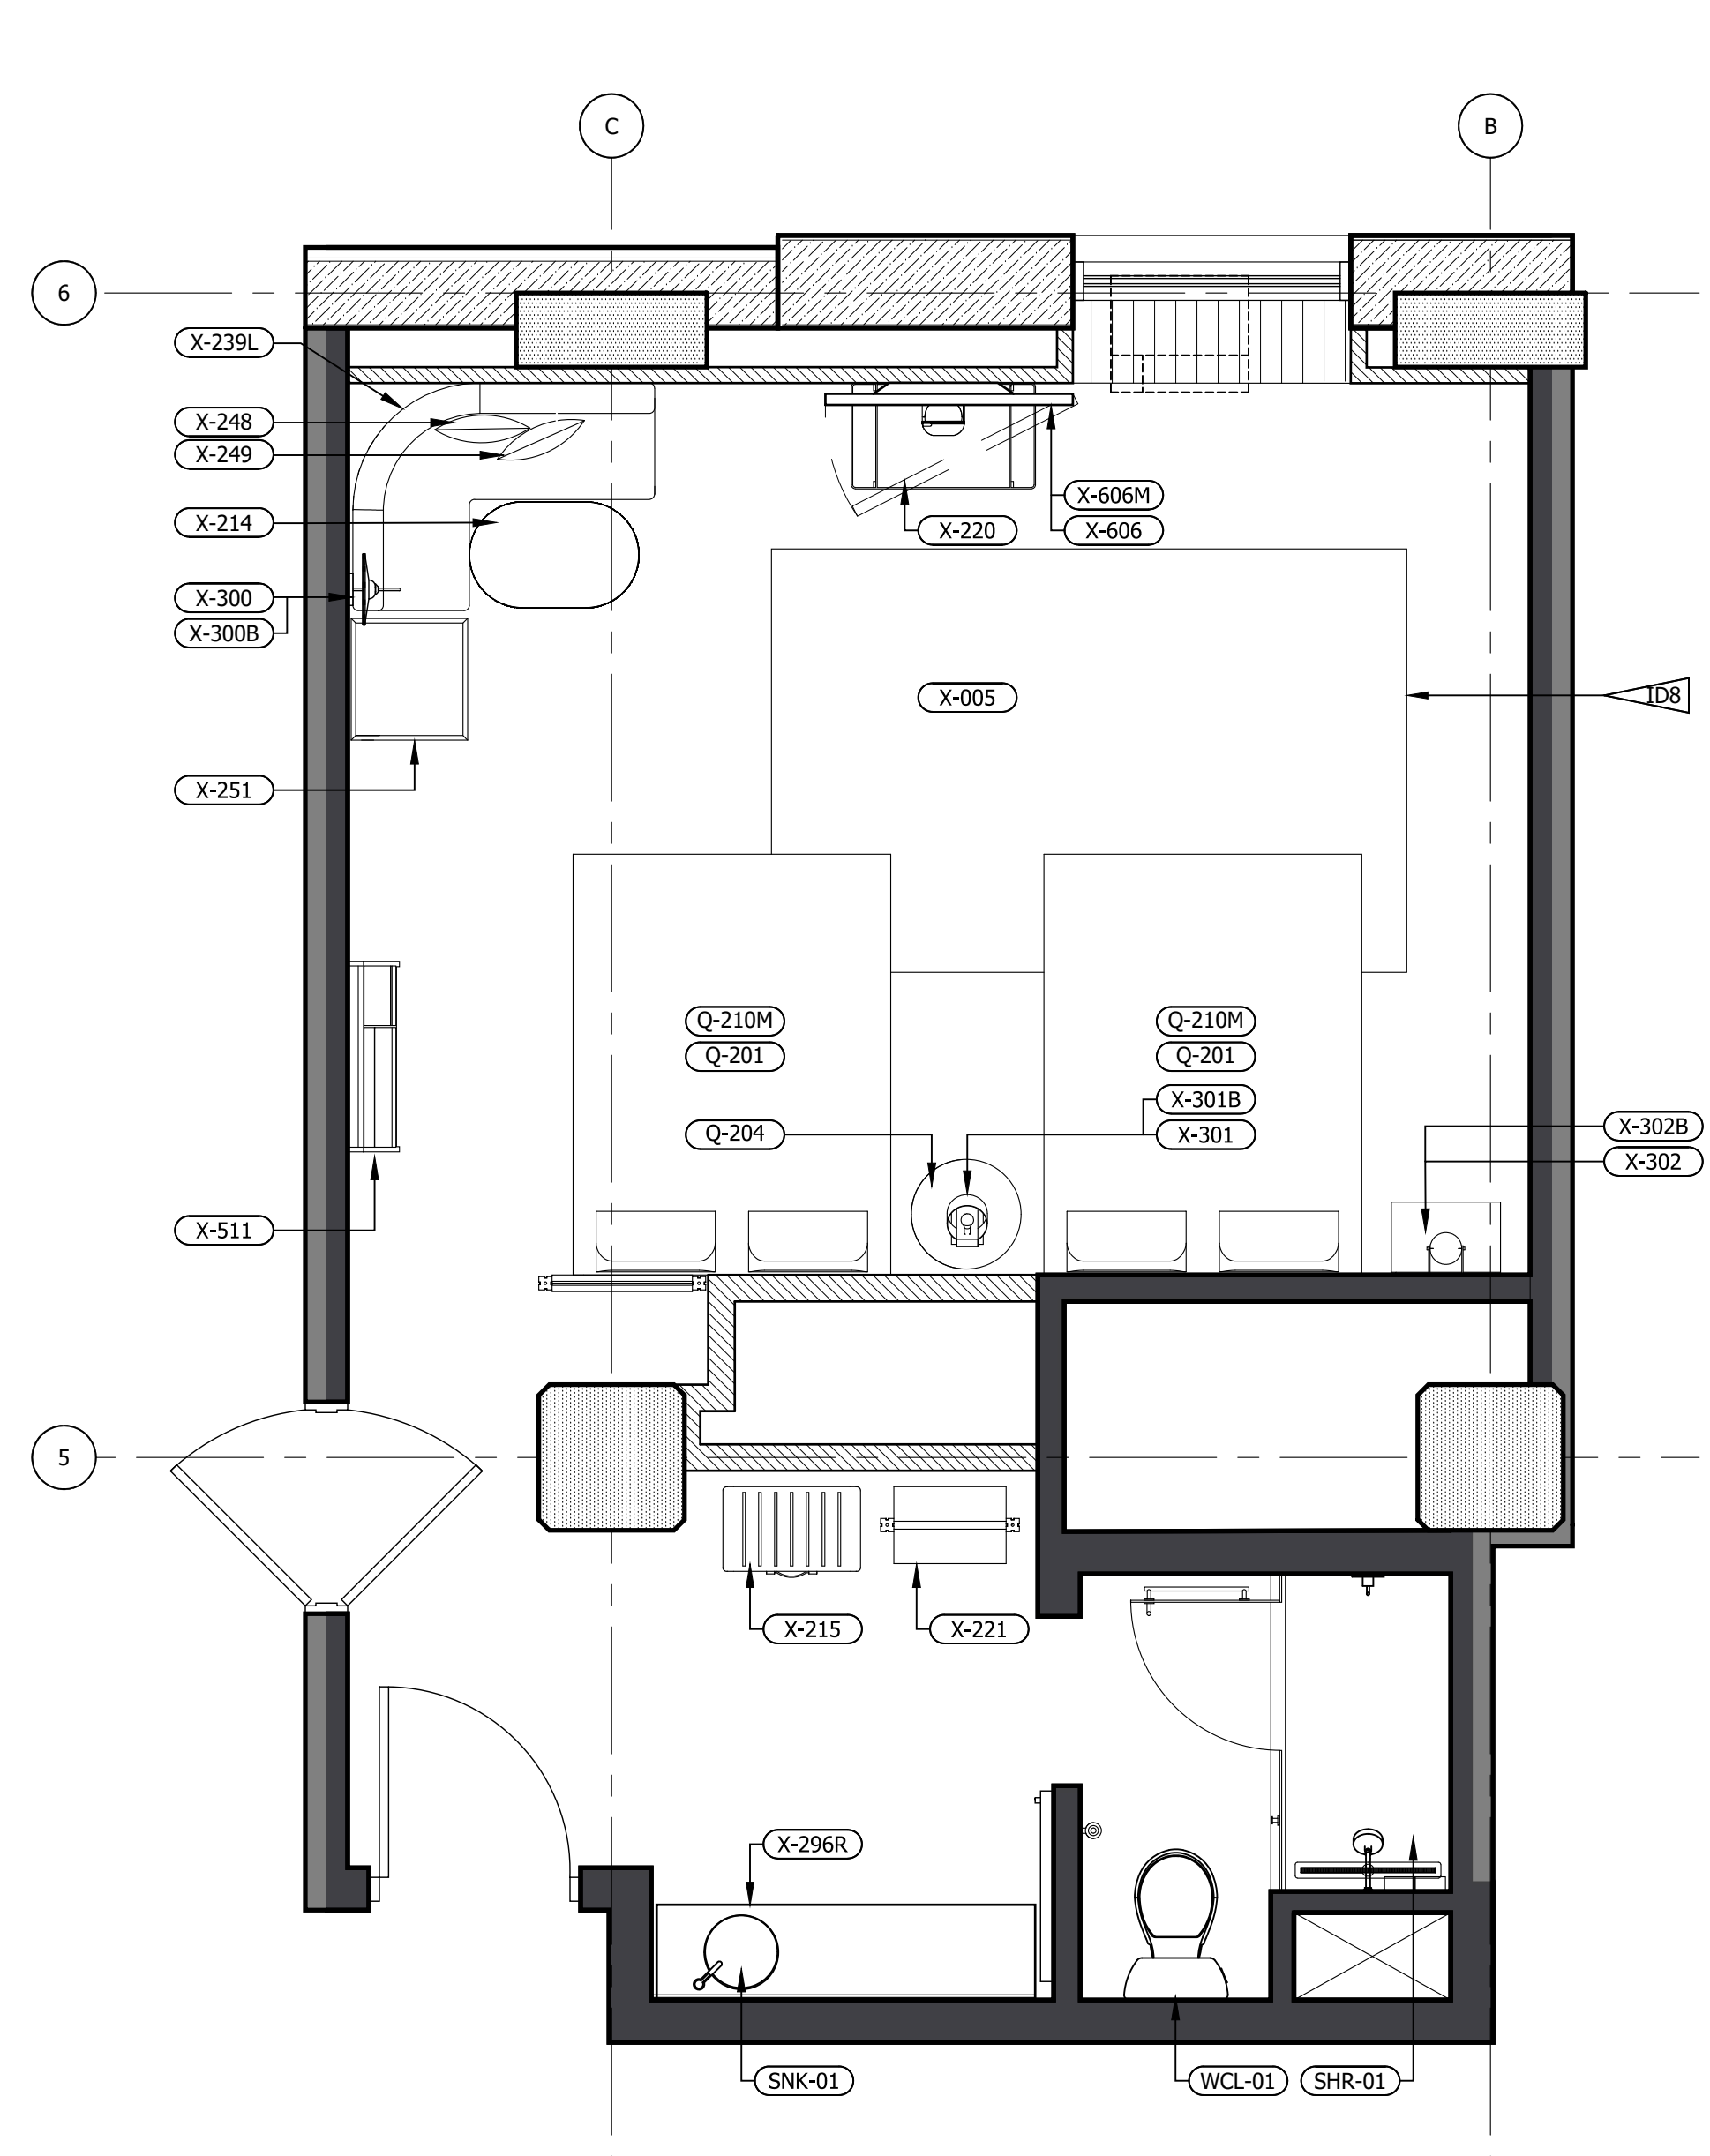 C
B
6
X-239L
X-248
X-249
X-606M
X-214
X-220
X-606
X-300
X-300B
X-005
ID8
X-251
Q-210M
Q-210M
Q-201
Q-201
X-301B
X-302B
Q-204
X-301
X-302
X-511
5
X-215
X-221
X-296R
SNK-01
WCL-01
SHR-01